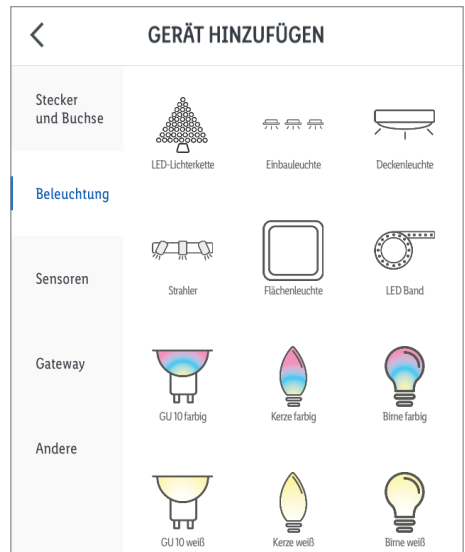 GERÄT HINZUFÜGEN
Stecker
und Buchse
Beleuchtung
Sensoren
Gateway
Andere
LED-Lichterkette
Einbauleuchte
Deckenleuchte
Strahler
Flächenleuchte
LED Band
GU 10 farbig
Kerze farbig
Birne farbig
GU 10 weiß
Kerze weiß
Birne weiß